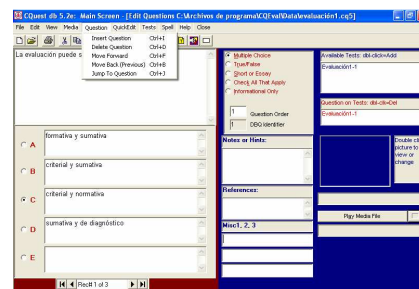 CQuest db 5.2e: Main Screen - [Edit Questions C:\Archivos de programa\CQEval\Data\evaluación1.cq5]
File Edit View Media Question QuickEdit Tests Spell Help Close
Insert Question Ctrl+I
Delete Question Ctrl+D
Move Forward Ctrl+F
Move Back (Previous) Ctrl+B
Jump To Question Ctrl+J
La evaluación puede s
Multiple Choice
True/False
Short or Essay
Check All That Apply
Informational Only
1 Question Order
1 DBQ Identifier
Available Tests: dbl-click=Add
Evaluación1-1
Question on Tests: dbl-clk=Del
Evaluación1-1
Notes or Hints:
Double cli
picture to
view or
change
References:
Play Media File
Misc1, 2, 3
A formativa y sumativa
B criterial y sumativa
C criterial y normativa
D sumativa y de diagnóstico
E
Rec# 1 of 3